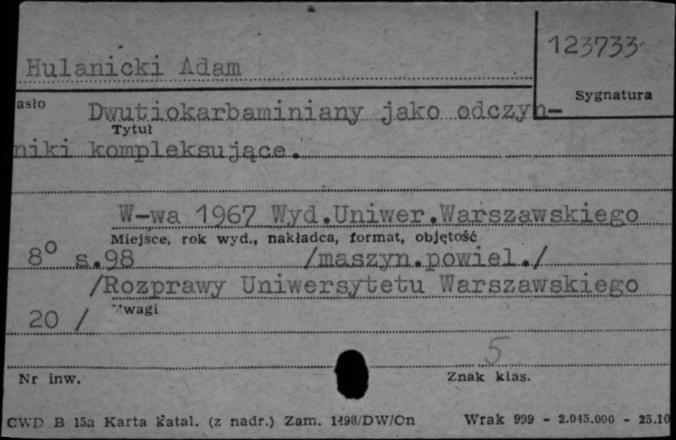 123733
Hulanicki Adam
Sygnatura
asło
Dwutiokarbaminiany jako odczyn-
Tytuł
niki kompleksujące.
W-wa 1967 Wyd.Uniwer.Warszawskiego
Miejsce, rok wyd., nakładca, format, objętość
8° s.98 /maszyn.powiel./
/Rozprawy Uniwersytetu Warszawskiego
Uwagi
20 /
5
Nr inw. Znak klas.
CWD B 15a Karta katal. (z nadr.) Zam. 1498/DW/On Wrak 999 - 2.045.000 - 25.10